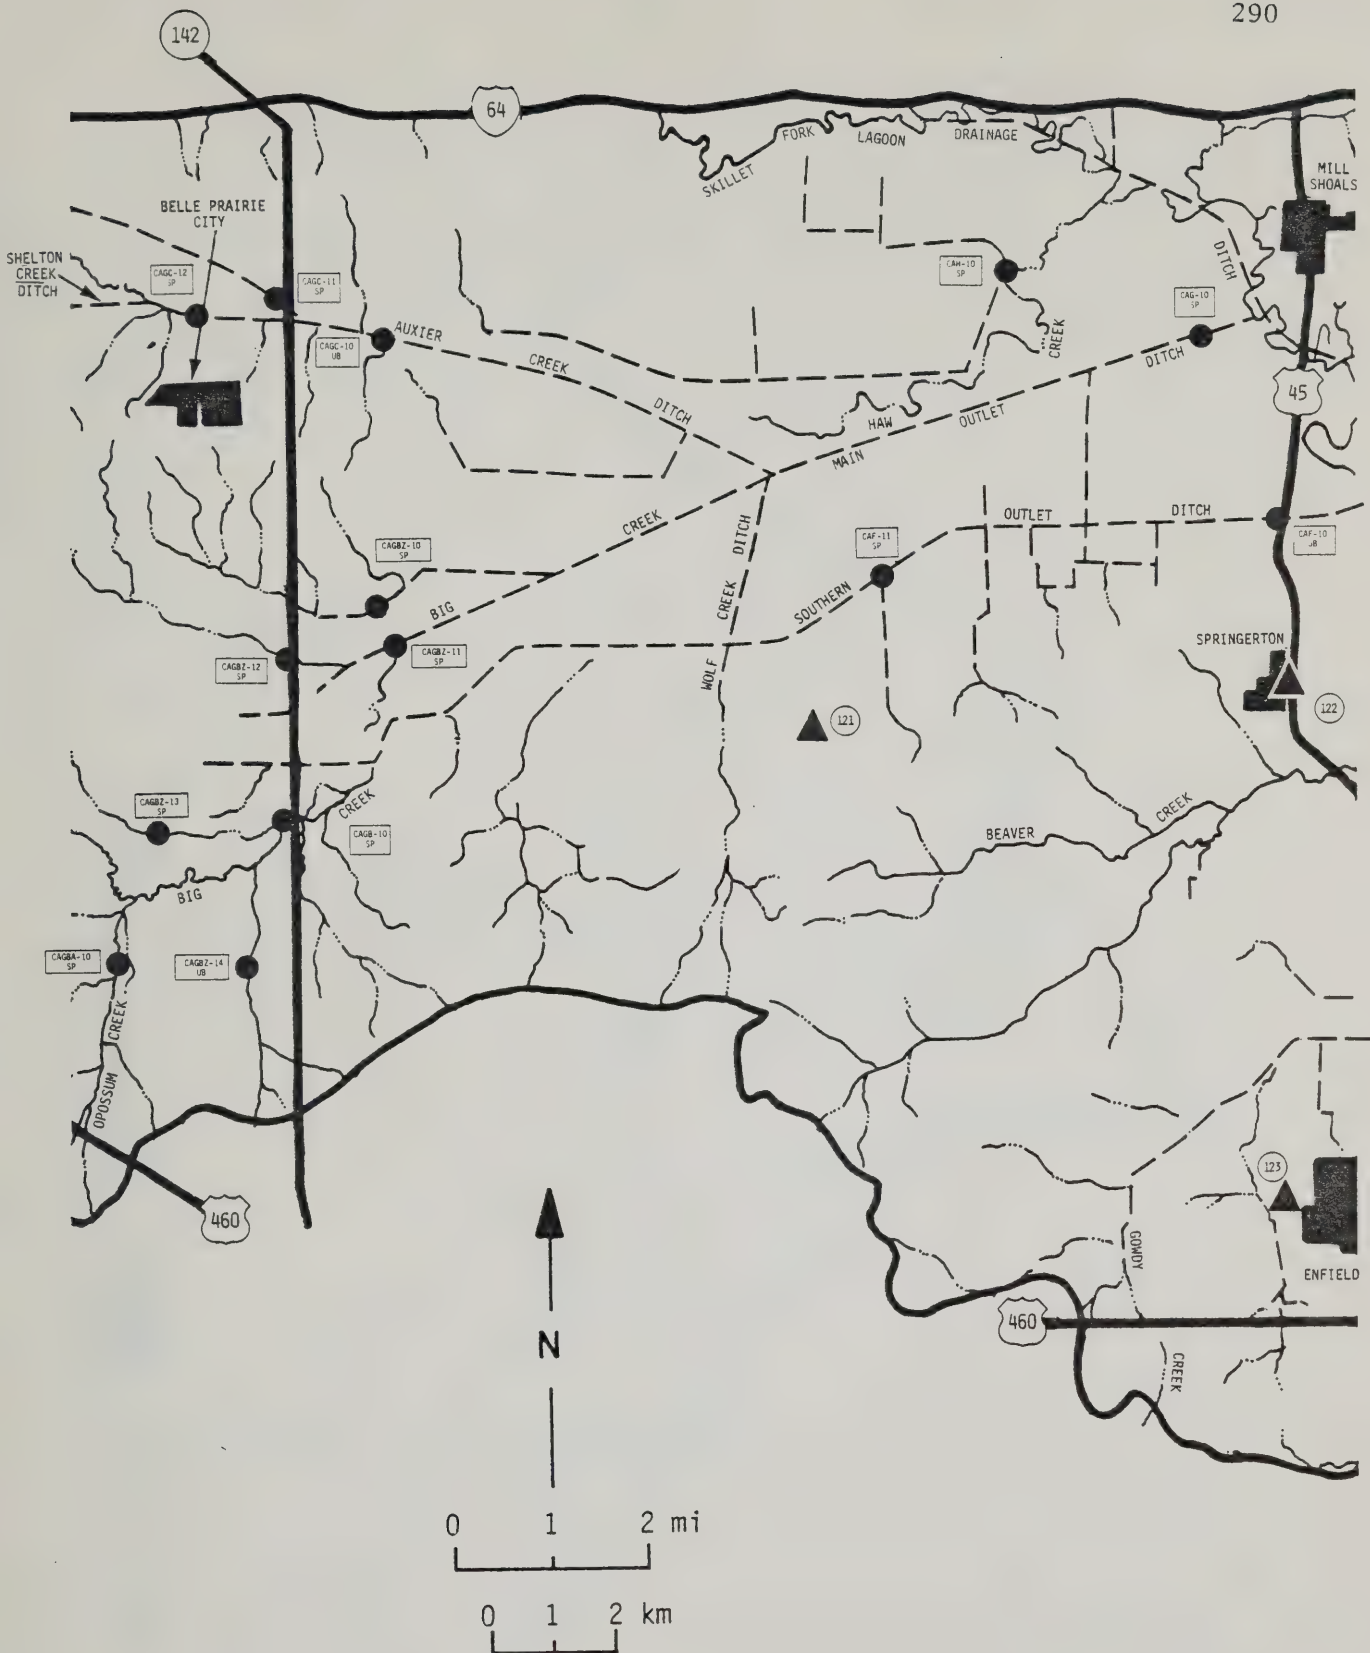 290
142
64
SKILLET
FORK
LAGOON
DRAINAGE
DITCH
MILL
SHOALS
BELLE PRAIRIE
CITY
SHELTON
CREEK
DITCH
CAGC-12
SP
CAGC-11
SP
CAGC-10
UB
AUXIER
CREEK
DITCH
CAH-10
SP
CREEK
HAW
CAG-10
SP
MAIN
OUTLET
DITCH
45
CAGBZ-10
SP
BIG
CREEK
WOLF
CREEK
DITCH
CAF-11
SP
SOUTHERN
OUTLET
DITCH
CAF-10
UB
CAGBZ-12
SP
CAGBZ-11
SP
SPRINGERTON
121
122
CAGBZ-13
SP
CREEK
CAGB-10
SP
BIG
BEAVER
CREEK
CAGBA-10
SP
CAGBZ-14
UB
OPOSSUM
CREEK
460
123
ENFIELD
GOWDY
CREEK
460
N
0 1 2 mi
0 1 2 km